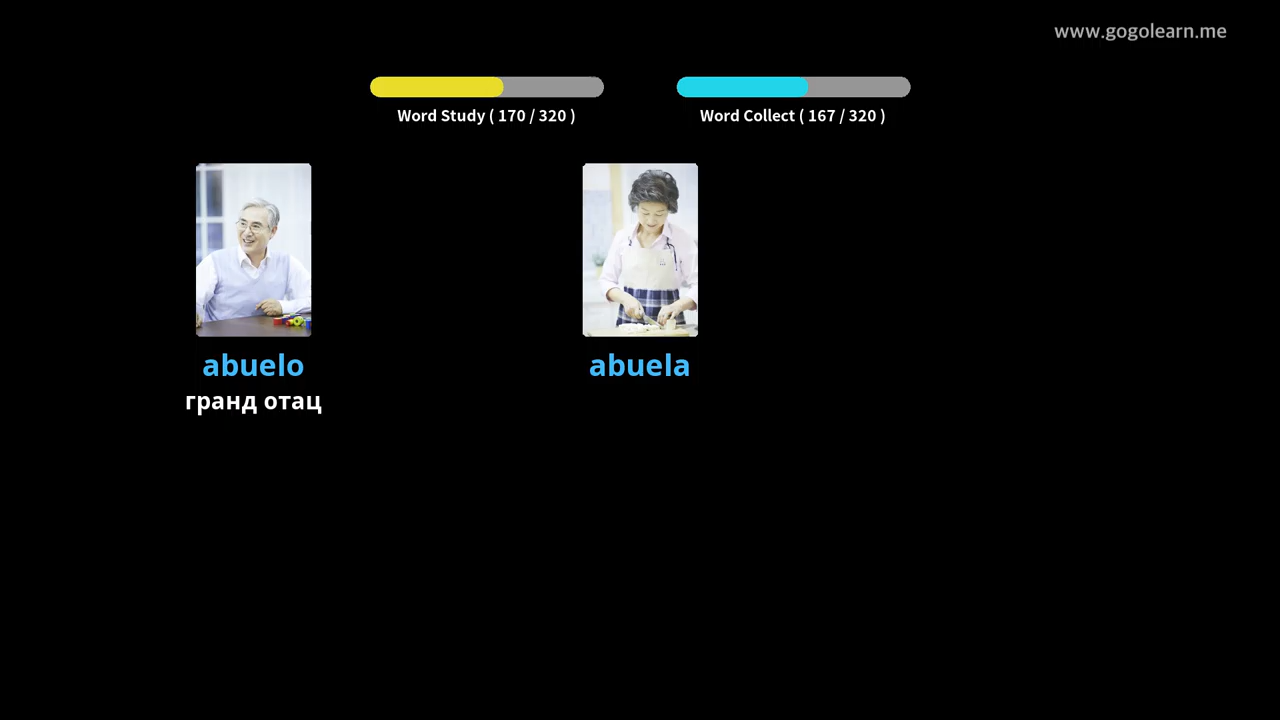 www.gogolearn.me
Word Study ( 170 / 320 )
Word Collect ( 167 / 320 )
abuelo
abuela
гранд отац